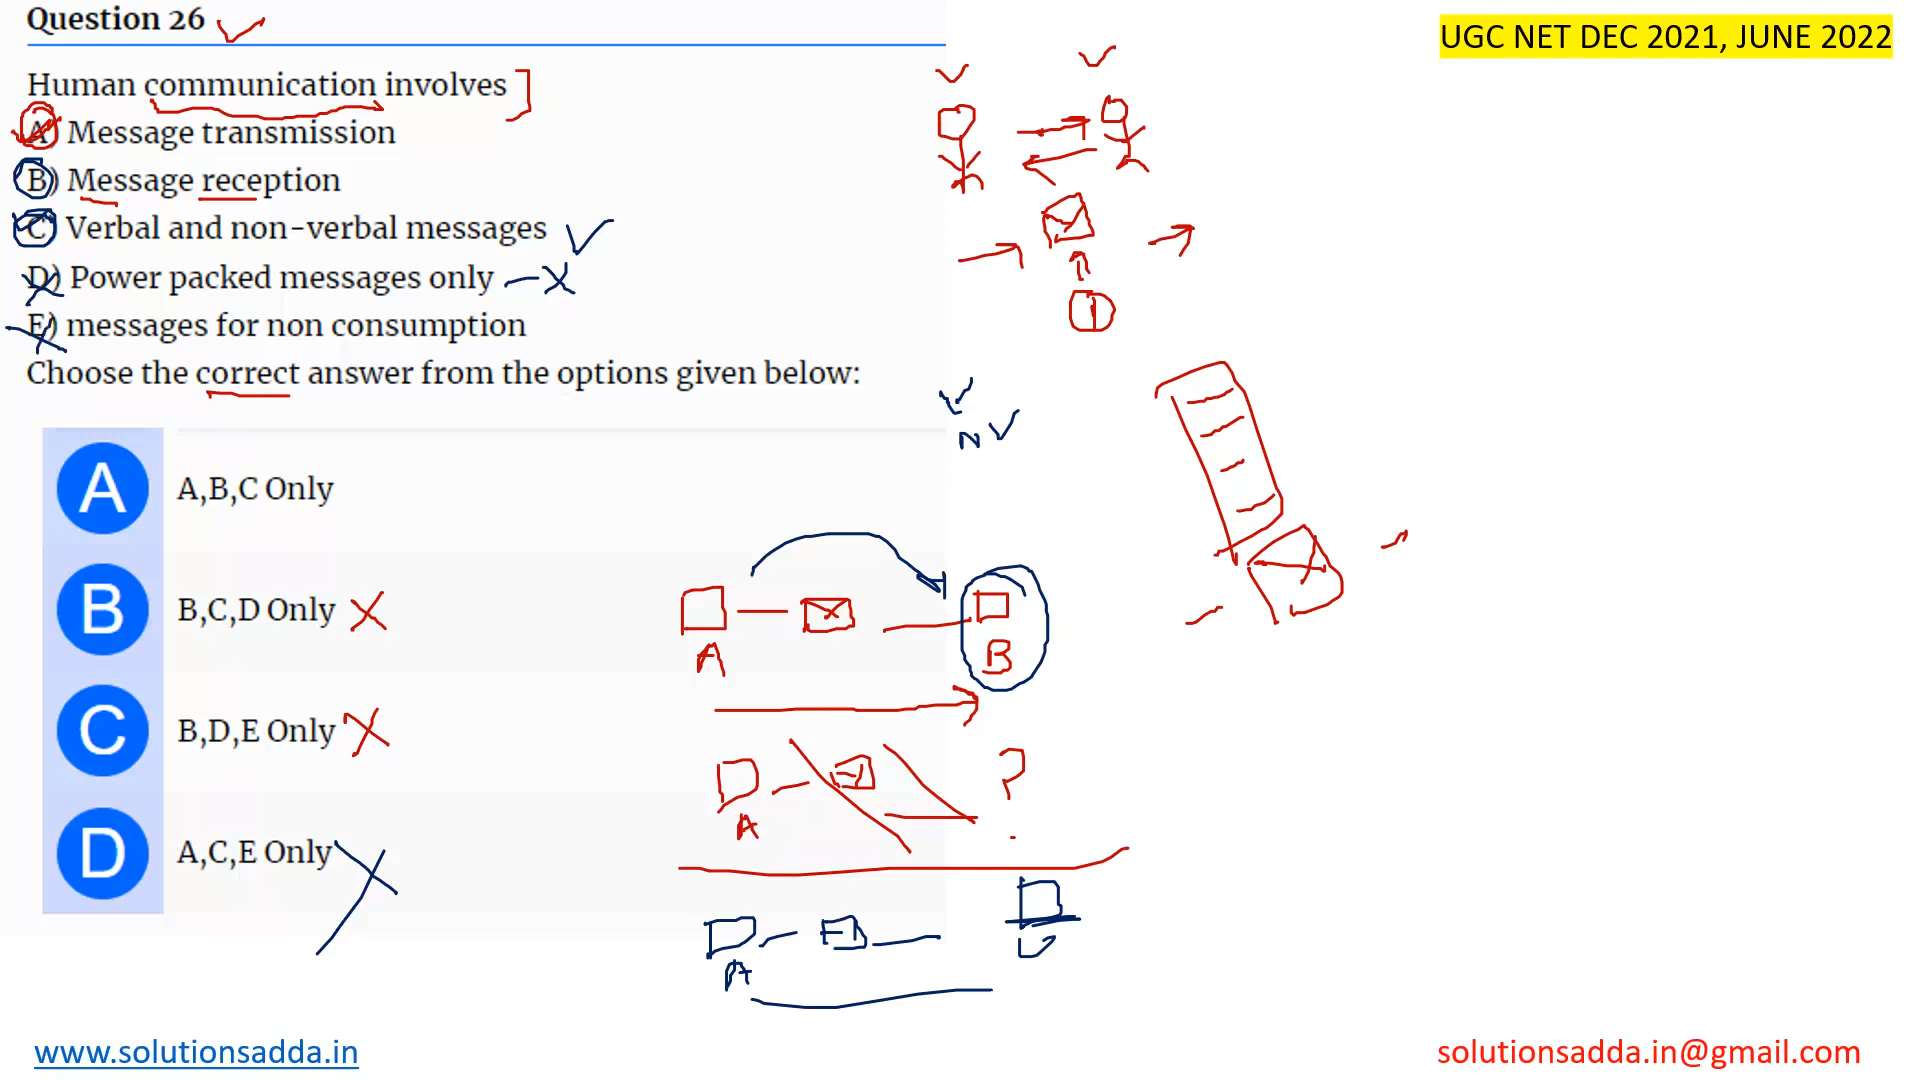 Question 26
UGC NET DEC 2021, JUNE 2022
Human communication involves
A) Message transmission
B) Message reception
C) Verbal and non-verbal messages
D) Power packed messages only
E) messages for non consumption
Choose the correct answer from the options given below:
N
A A,B,C Only
B B,C,D Only
C B,D,E Only
D A,C,E Only
A
B
A
?
A
www.solutionsadda.in
solutionsadda.in@gmail.com